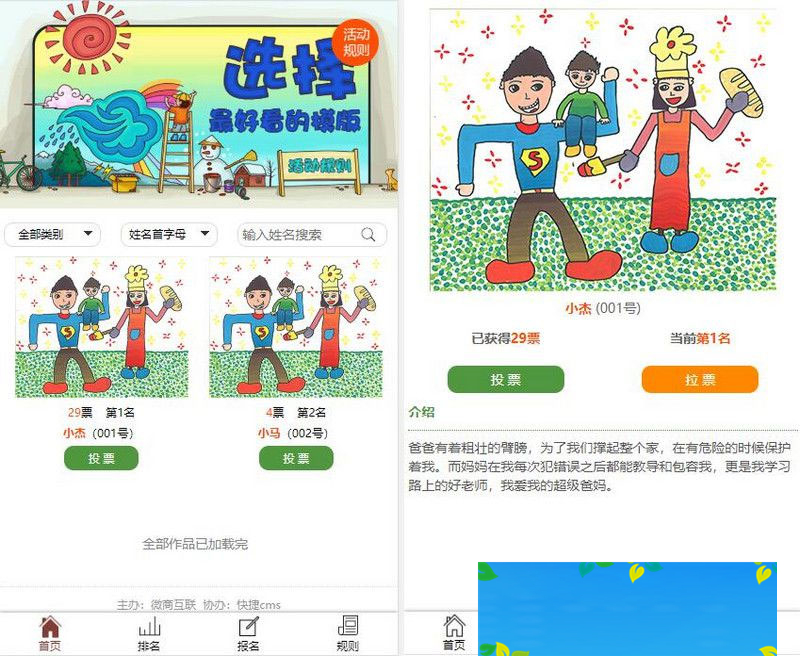 活动
规则
选择
最好看的模版
活动规则
全部类别
姓名首字母
输入姓名搜索
S
S
29票 第1名
4票 第2名
小杰（001号）
小马（002号）
投 票
投 票
全部作品已加载完
主办：微商互联 协办：快捷cms
首页
排名
报名
规则
S
小杰 (001号)
已获得29票
当前第1名
投 票
拉 票
介绍
爸爸有着粗壮的臂膀，为了我们撑起整个家，在有危险的时候保护
着我。而妈妈在我每次犯错误之后都能教导和包容我，更是我学习
路上的好老师，我爱我的超级爸妈。
首页